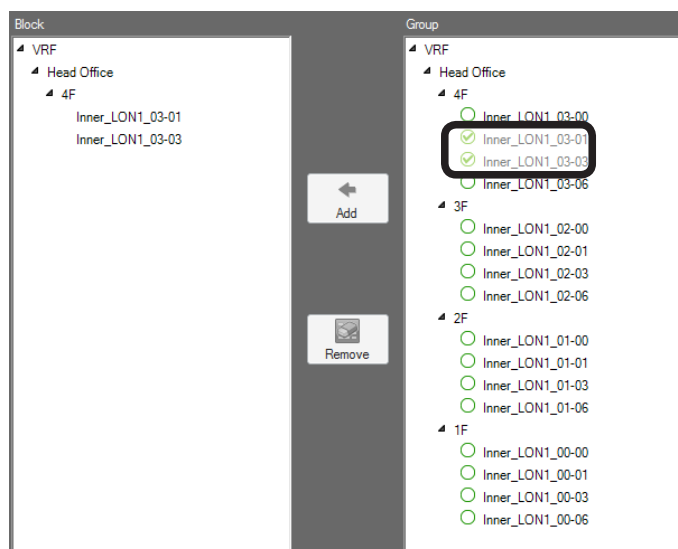 Block
VRF
Head Office
4F
Inner_LON1_03-01
Inner_LON1_03-03
Add
Remove
Group
VRF
Head Office
4F
Inner_LON1_03-00
Inner_LON1_03-01
Inner_LON1_03-03
Inner_LON1_03-06
3F
Inner_LON1_02-00
Inner_LON1_02-01
Inner_LON1_02-03
Inner_LON1_02-06
2F
Inner_LON1_01-00
Inner_LON1_01-01
Inner_LON1_01-03
Inner_LON1_01-06
1F
Inner_LON1_00-00
Inner_LON1_00-01
Inner_LON1_00-03
Inner_LON1_00-06